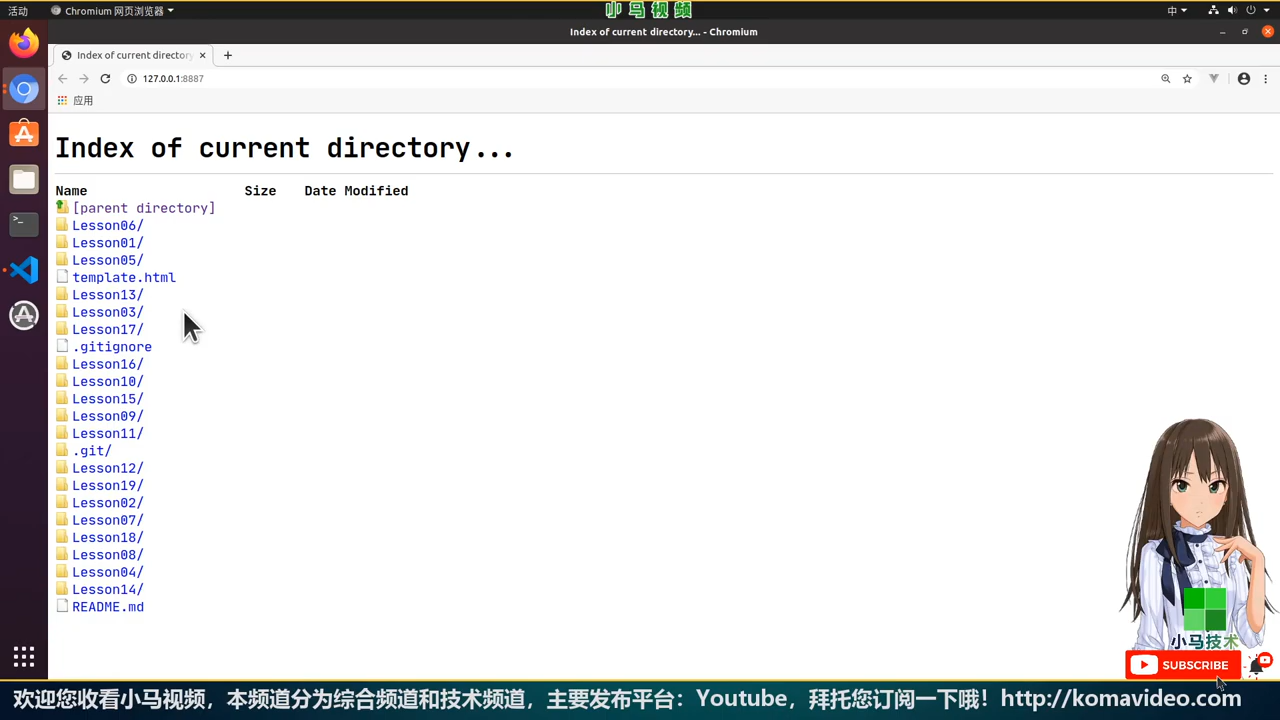 活动
Chromium 网页浏览器
小马视频
中
Index of current directory... - Chromium
Index of current directory
127.0.0.1:8887
应用
Index of current directory...
Name Size Date Modified
[parent directory]
Lesson06/
Lesson01/
Lesson05/
template.html
Lesson13/
Lesson03/
Lesson17/
.gitignore
Lesson16/
Lesson10/
Lesson15/
Lesson09/
Lesson11/
.git/
Lesson12/
Lesson19/
Lesson02/
Lesson07/
Lesson18/
Lesson08/
Lesson04/
Lesson14/
README.md
小马技术
SUBSCRIBE
欢迎您收看小马视频，本频道分为综合频道和技术频道，主要发布平台：Youtube，拜托您订阅一下哦！http://komavideo.com